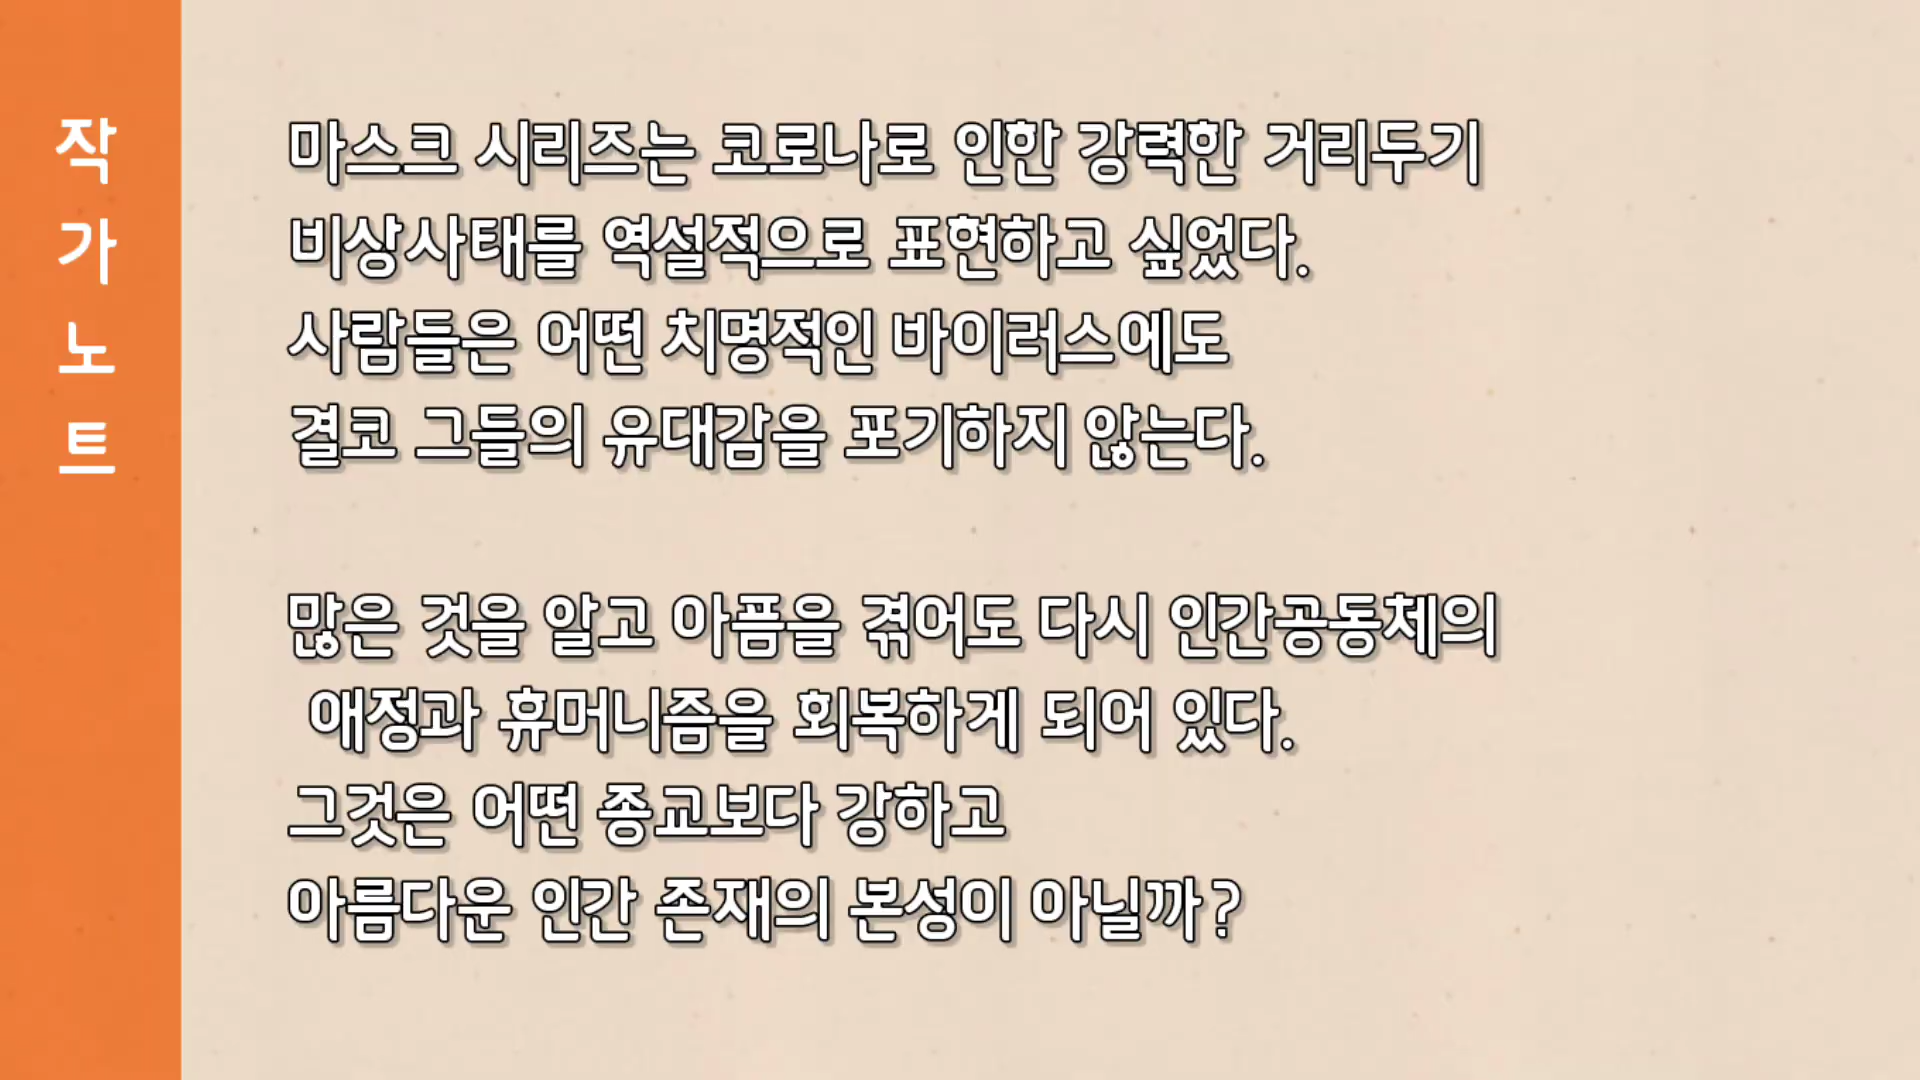 작가노트
마스크 시리즈는 코로나로 인한 강력한 거리두기
비상사태를 역설적으로 표현하고 싶었다.
사람들은 어떤 치명적인 바이러스에도
결코 그들의 유대감을 포기하지 않는다.
많은 것을 알고 아픔을 겪어도 다시 인간공동체의
애정과 휴머니즘을 회복하게 되어 있다.
그것은 어떤 종교보다 강하고
아름다운 인간 존재의 본성이 아닐까?